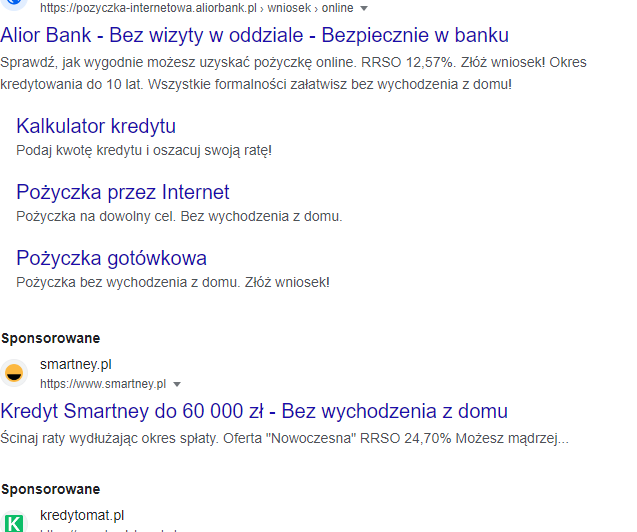 https://pozyczka-internetowa.aliorbank.pl › wniosek › online
Alior Bank - Bez wizyty w oddziale - Bezpiecznie w banku
Sprawdź, jak wygodnie możesz uzyskać pożyczkę online. RRSO 12,57%. Złóż wniosek! Okres
kredytowania do 10 lat. Wszystkie formalności załatwisz bez wychodzenia z domu!
Kalkulator kredytu
Podaj kwotę kredytu i oszacuj swoją ratę!
Pożyczka przez Internet
Pożyczka na dowolny cel. Bez wychodzenia z domu.
Pożyczka gotówkowa
Pożyczka bez wychodzenia z domu. Złóż wniosek!
Sponsorowane
smartney.pl
https://www.smartney.pl
Kredyt Smartney do 60 000 zł - Bez wychodzenia z domu
Ścinaj raty wydłużając okres spłaty. Oferta "Nowoczesna" RRSO 24,70% Możesz mądrzej...
Sponsorowane
K
kredytomat.pl